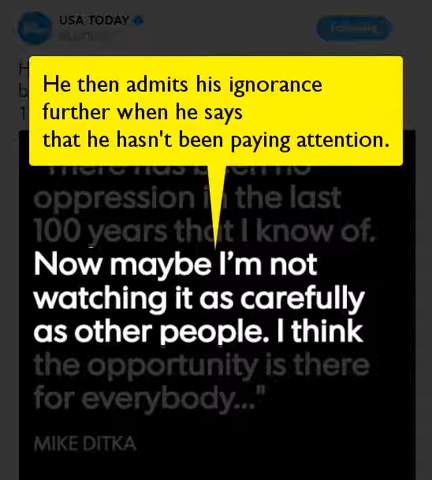 USA TODAY
Following
He then admits his ignorance
further when he says
that he hasn't been paying attention.
"There has been no
oppression in the last
100 years that I know of.
Now maybe I'm not
watching it as carefully
as other people. I think
the opportunity is there
for everybody..."
MIKE DITKA